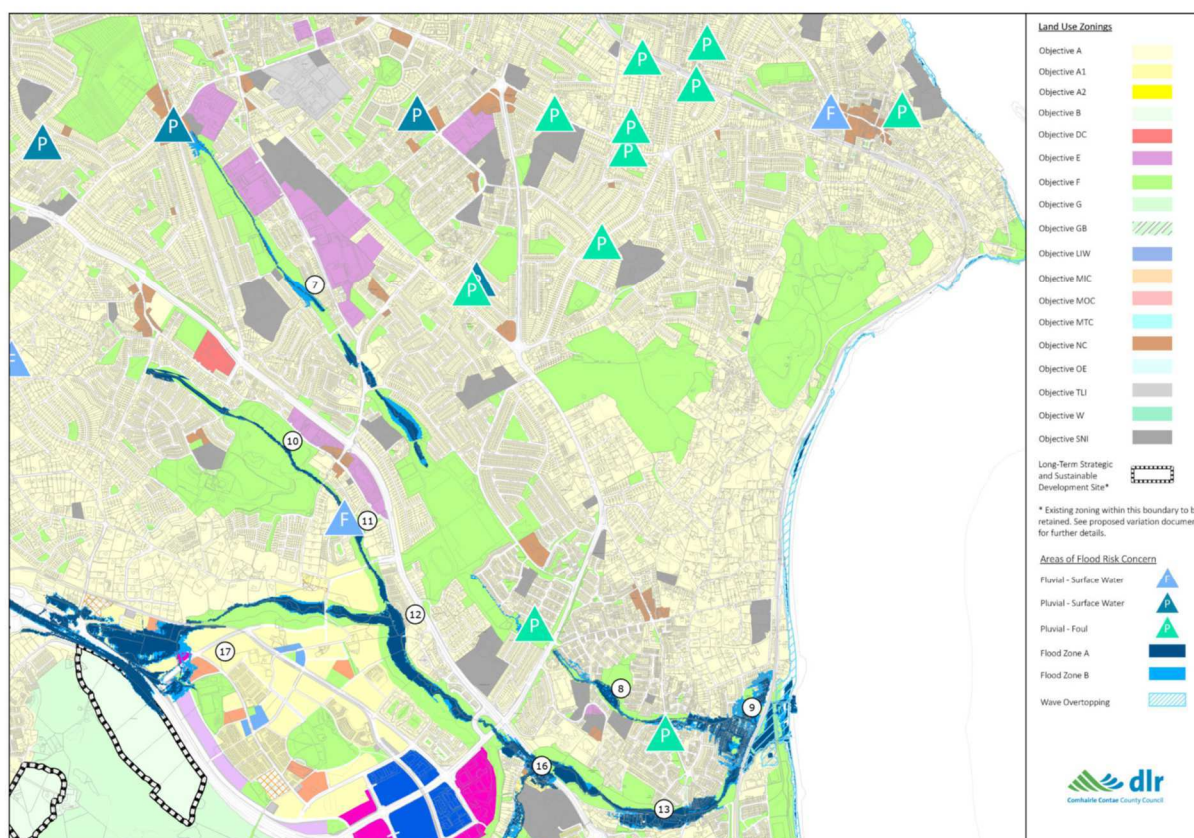 P
P
P
P
P
P
P
P
P
F
P
P
P
7
F
10
F
11
12
P
17
8
9
P
16
13
Land Use Zonings
Objective A
Objective A1
Objective A2
Objective B
Objective DC
Objective E
Objective F
Objective G
Objective GB
Objective LIW
Objective MIC
Objective MOC
Objective MTC
Objective NC
Objective OE
Objective TLI
Objective W
Objective SNI
Long-Term Strategic
and Sustainable
Development Site*
* Existing zoning within this boundary to b
retained. See proposed variation documen
for further details.
Areas of Flood Risk Concern
Fluvial - Surface Water
F
Pluvial - Surface Water
P
Pluvial - Foul
P
Flood Zone A
Flood Zone B
Wave Overtopping
dlr
Comhairle Contae County Council